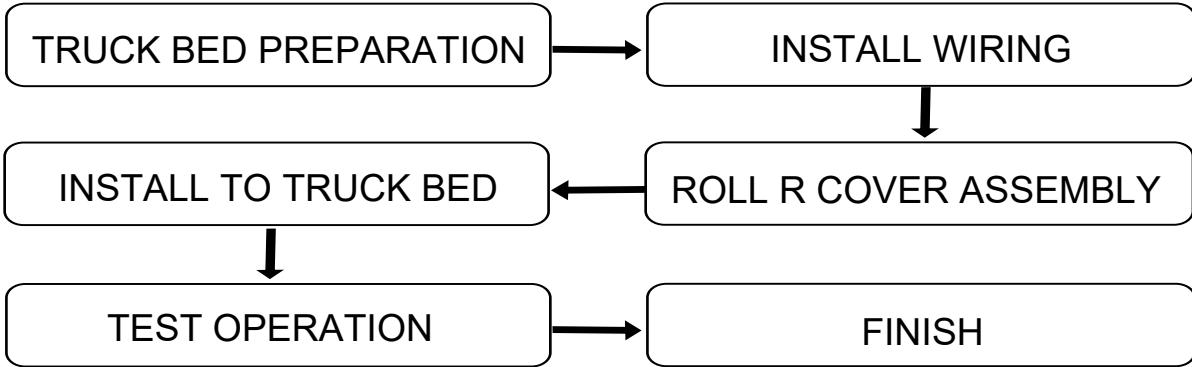 TRUCK BED PREPARATION
INSTALL WIRING
ROLL R COVER ASSEMBLY
INSTALL TO TRUCK BED
TEST OPERATION
FINISH